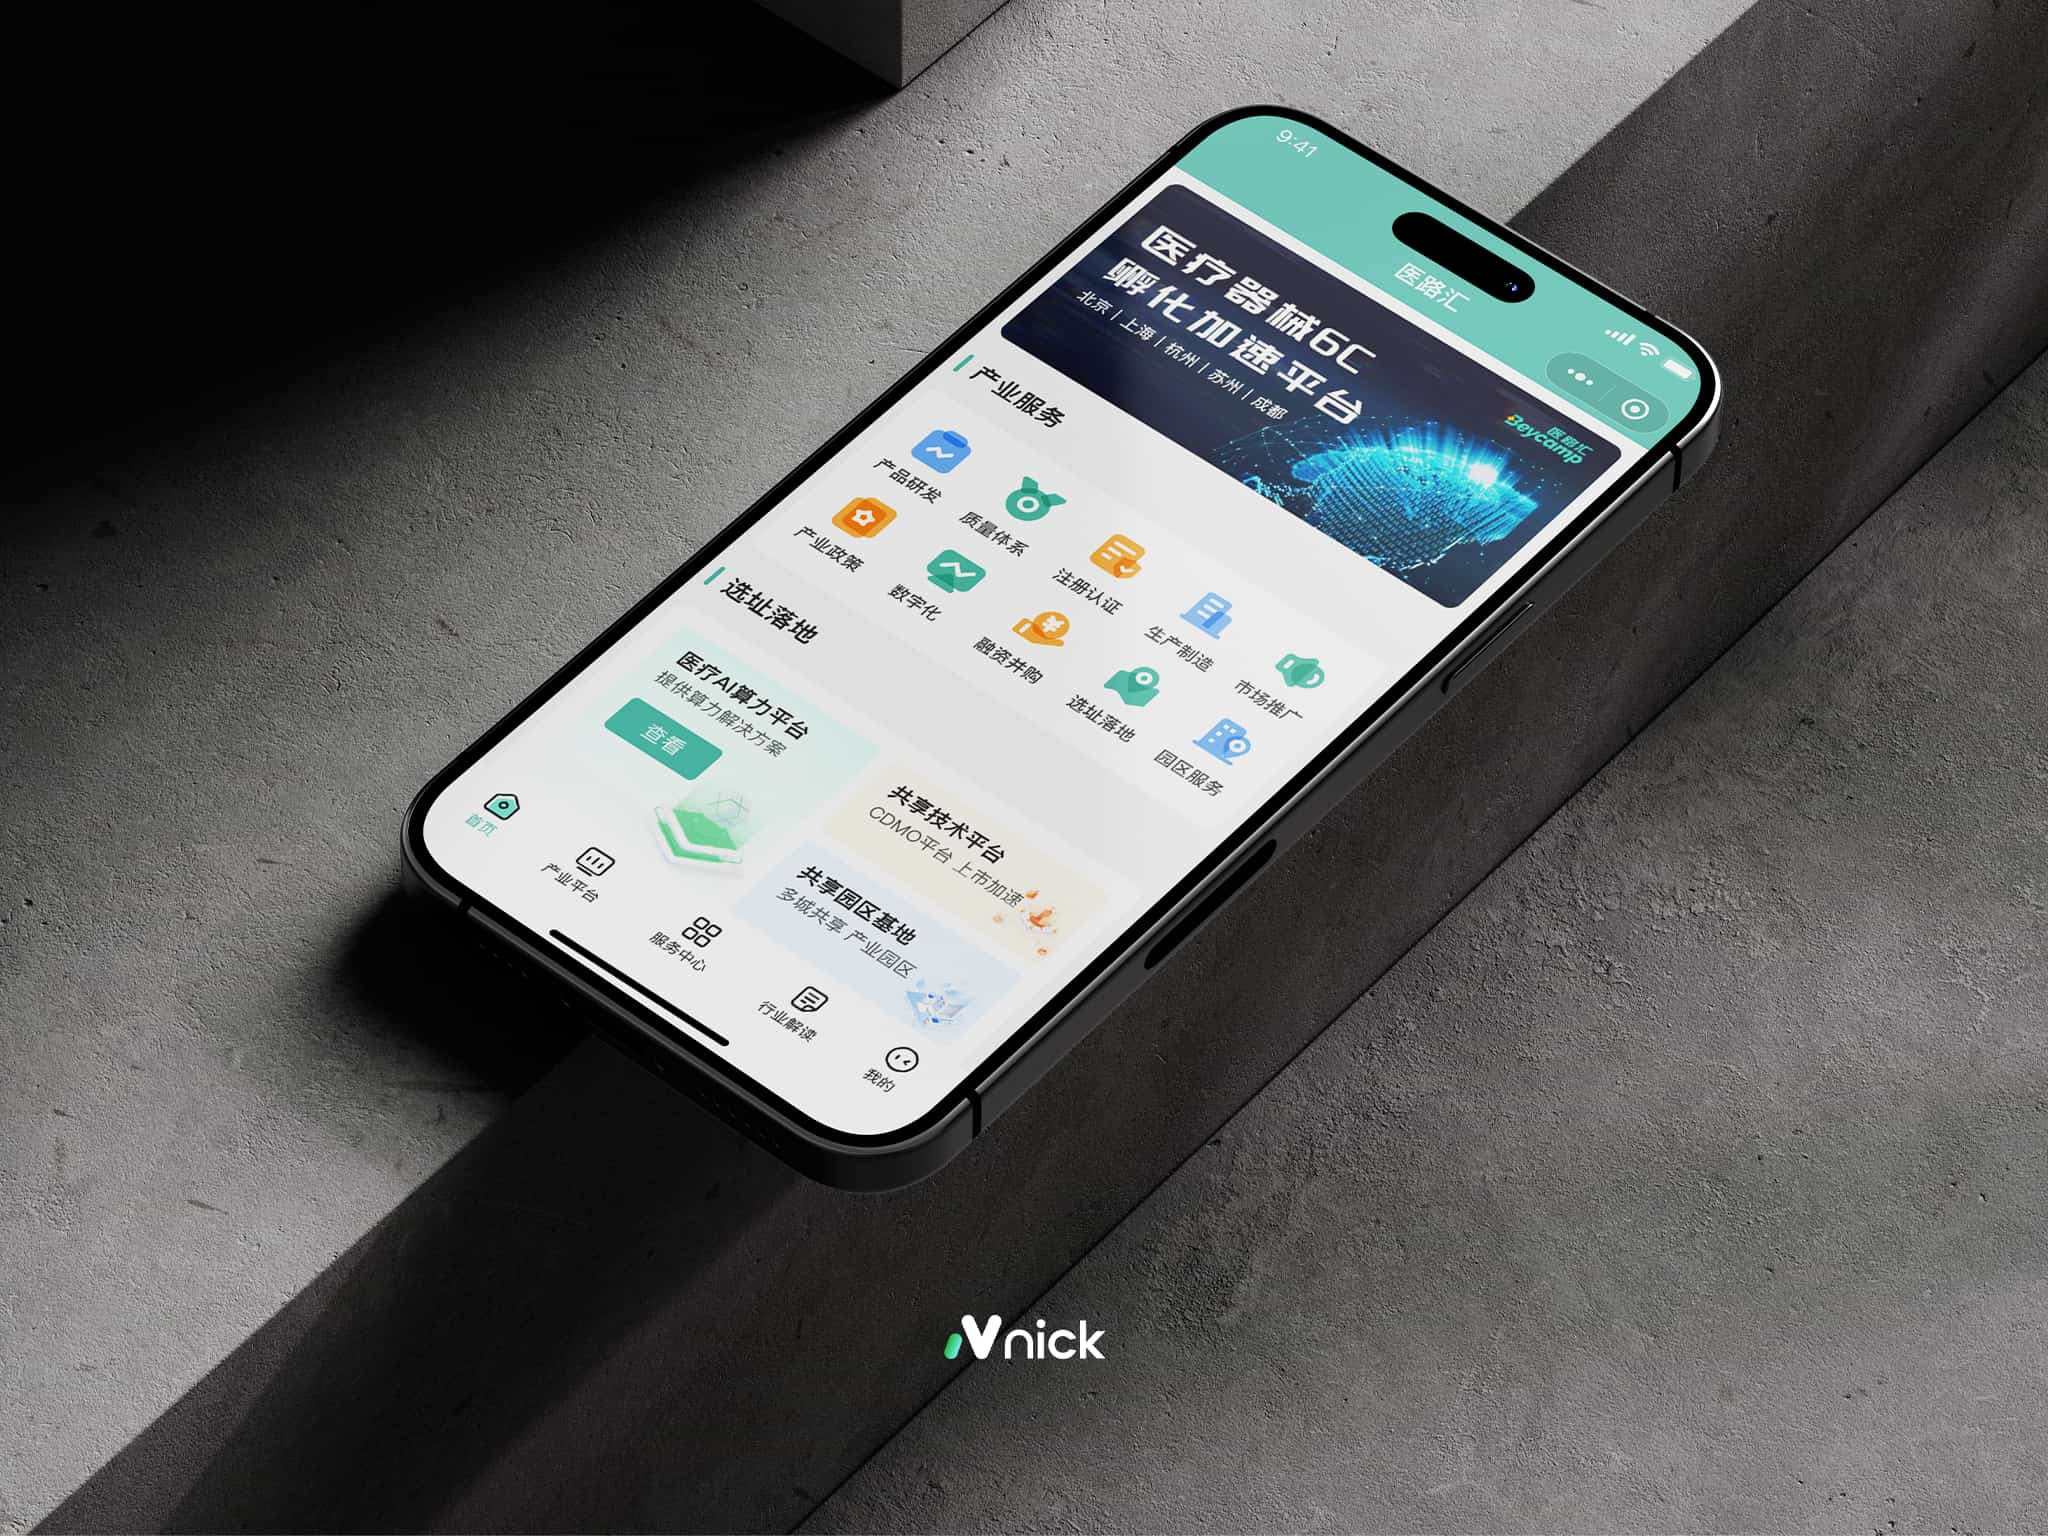 9:41
医路汇
医疗器械6C
孵化加速平台
北京 | 上海 | 杭州 | 苏州 | 成都
医路汇
Beycamp
产业服务
产品研发
质量体系
注册认证
生产制造
市场推广
产业政策
数字化
融资并购
选址落地
园区服务
选址落地
医疗AI算力平台
提供算力解决方案
查看
共享技术平台
CDMO平台 上市加速
共享园区基地
多城共享 产业园区
首页
产业平台
服务中心
行业解读
我的
Vnick